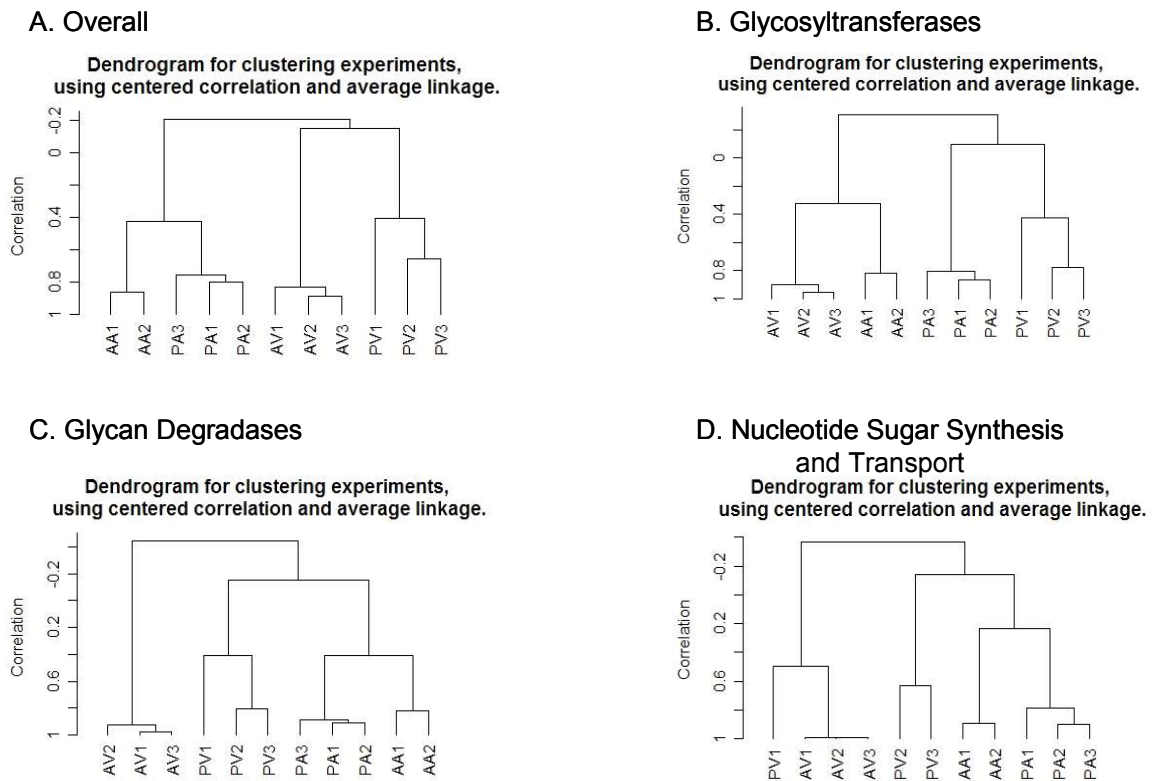 A. Overall
Dendrogram for clustering experiments,
using centered correlation and average linkage.
Correlation
-0.2
0
0.4
0.8
1
AA1 AA2 PA3 PA1 PA2 AV1 AV2 AV3 PV1 PV2 PV3
B. Glycosyltransferases
Dendrogram for clustering experiments,
using centered correlation and average linkage.
Correlation
0
0.4
0.8
1
AV1 AV2 AV3 AA1 AA2 PA3 PA1 PA2 PV1 PV2 PV3
C. Glycan Degradases
Dendrogram for clustering experiments,
using centered correlation and average linkage.
Correlation
-0.2
0.2
0.6
1
AV2 AV1 AV3 PV1 PV2 PV3 PA3 PA1 PA2 AA1 AA2
D. Nucleotide Sugar Synthesis
and Transport
Dendrogram for clustering experiments,
using centered correlation and average linkage.
Correlation
-0.2
0.2
0.6
1
PV1 AV1 AV2 AV3 PV2 PV3 AA1 AA2 PA1 PA2 PA3